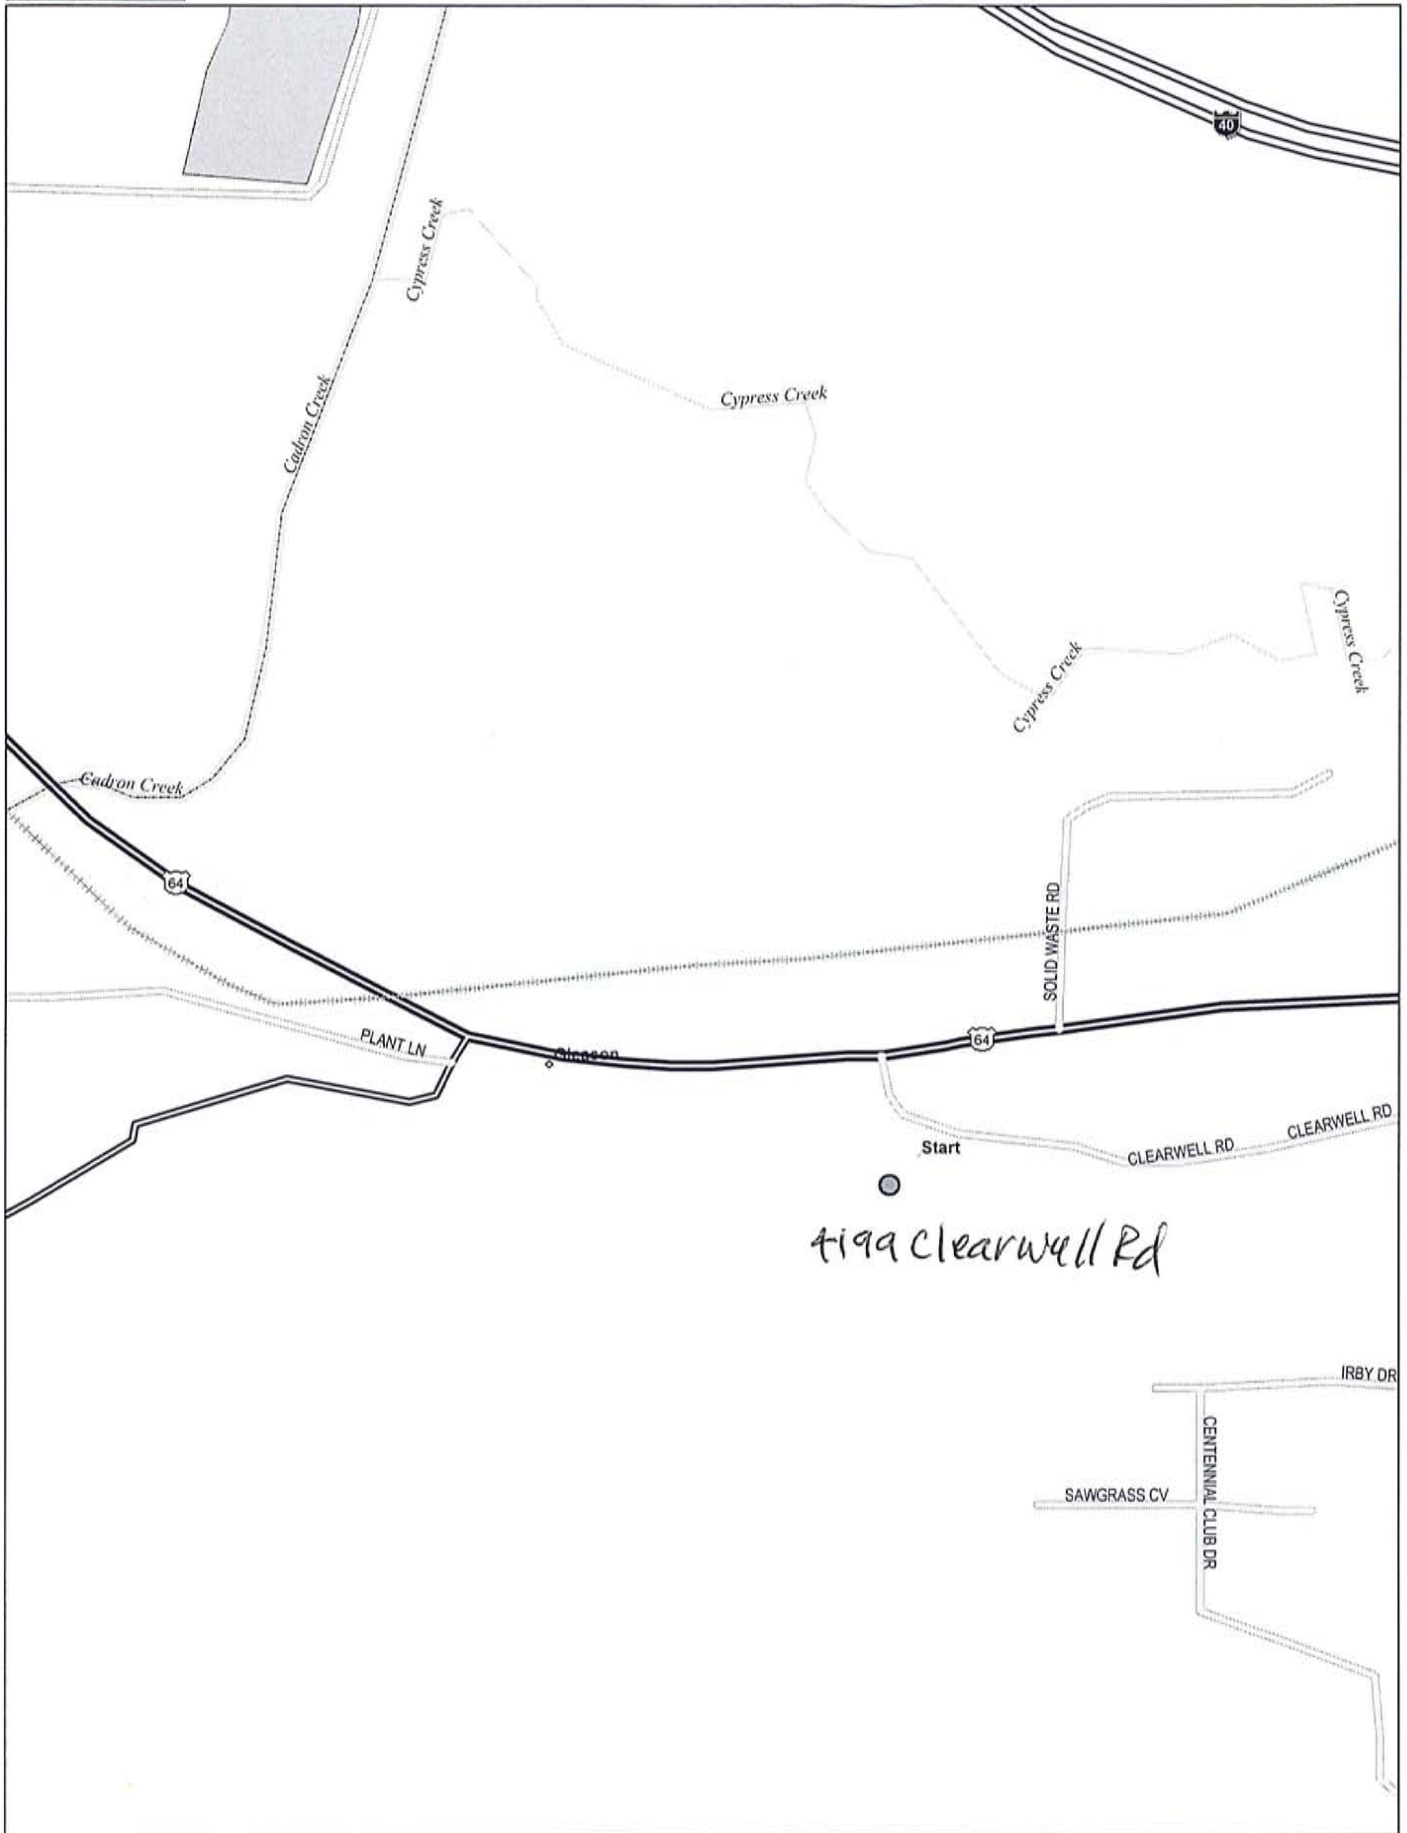 40
Cypress Creek
Cadron Creek
Cypress Creek
Cypress Creek
Cypress Creek
Cadron Creek
64
SOLID WASTE RD
PLANT LN
Gleason
64
CLEARWELL RD
CLEARWELL RD
Start
4199 Clearwell Rd
IRBY DR
CENTENNIAL CLUB DR
SAWGRASS CV